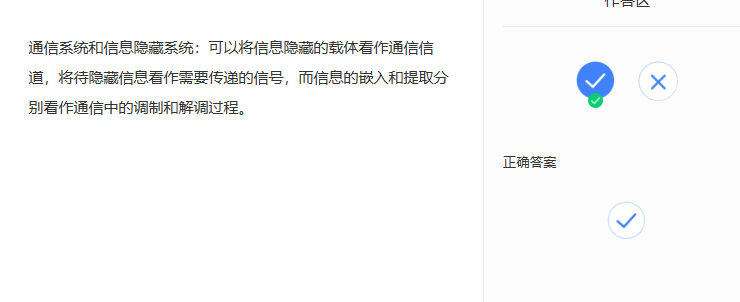 作答区
通信系统和信息隐藏系统：可以将信息隐藏的载体看作通信信
道，将待隐藏信息看作需要传递的信号，而信息的嵌入和提取分
别看作通信中的调制和解调过程。
正确答案